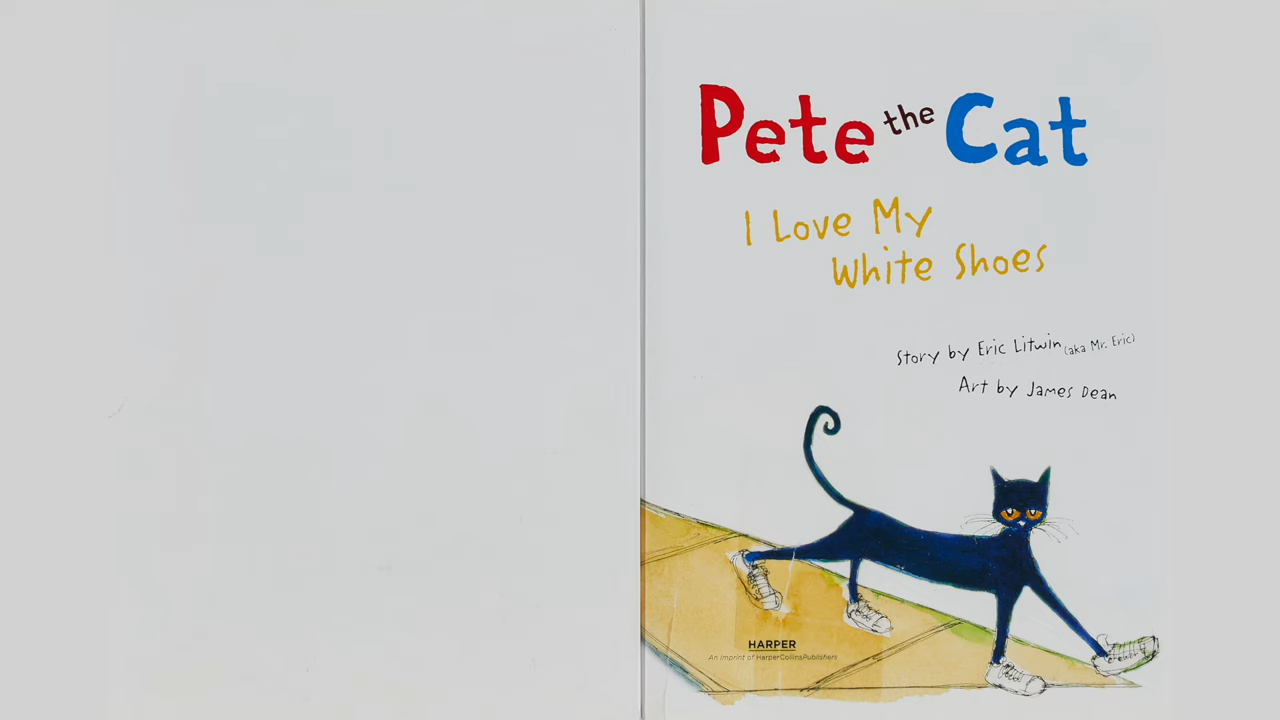 Pete the Cat
I Love My
White Shoes
Story by Eric Litwin (aka Mr. Eric)
Art by James Dean
HARPER
An Imprint of HarperCollinsPublishers